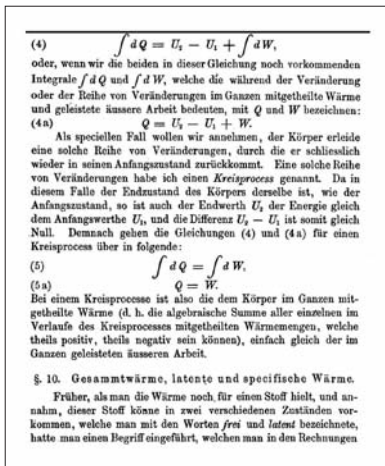 (4) ∫ d Q = U₂ − U₁ + ∫ d W,
oder, wenn wir die beiden in dieser Gleichung noch vorkommenden
Integrale ∫ d Q und ∫ d W, welche die während der Veränderung
oder der Reihe von Veränderungen im Ganzen mitgetheilte Wärme
und geleistete äussere Arbeit bedeuten, mit Q und W bezeichnen:
(4a) Q = U₂ − U₁ + W.
Als speciellen Fall wollen wir annehmen, der Körper erleide
eine solche Reihe von Veränderungen, durch die er schliesslich
wieder in seinen Anfangszustand zurückkommt. Eine solche Reihe
von Veränderungen habe ich einen Kreisprocess genannt. Da in
diesem Falle der Endzustand des Körpers derselbe ist, wie der
Anfangszustand, so ist auch der Endwerth U₂ der Energie gleich
dem Anfangswerthe U₁, und die Differenz U₂ − U₁ ist somit gleich
Null. Demnach gehen die Gleichungen (4) und (4a) für einen
Kreisprocess über in folgende:
(5) ∫ d Q = ∫ d W,
(5a) Q = W.
Bei einem Kreisprocesse ist also die dem Körper im Ganzen mit-
getheilte Wärme (d. h. die algebraische Summe aller einzelnen im
Verlaufe des Kreisprocesses mitgetheilten Wärmemengen, welche
theils positiv, theils negativ sein können), einfach gleich der im
Ganzen geleisteten äusseren Arbeit.
§. 10. Gesammtwärme, latente und specifische Wärme.
Früher, als man die Wärme noch für einen Stoff hielt, und an-
nahm, dieser Stoff könne in zwei verschiedenen Zuständen vor-
kommen, welche man mit den Worten frei und latent bezeichnete,
hatte man einen Begriff eingeführt, welchen man in den Rechnungen